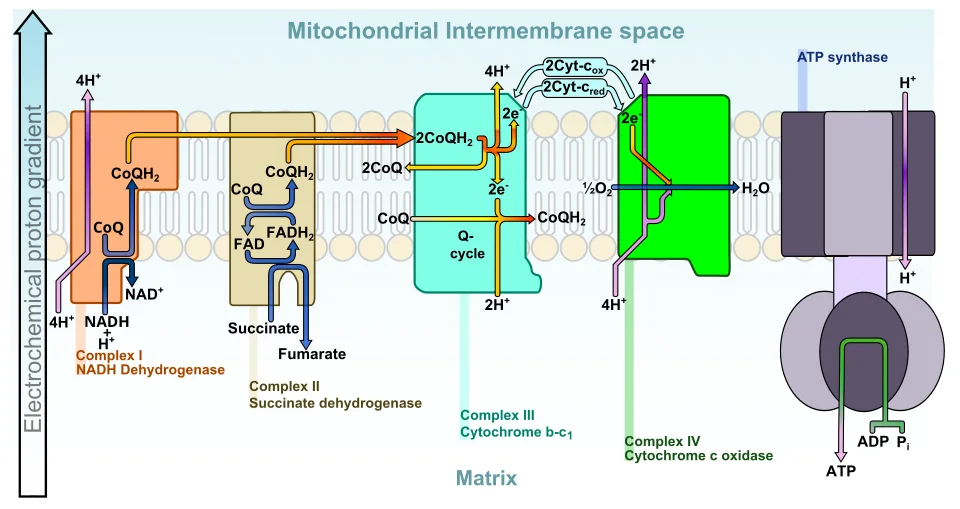 Mitochondrial Intermembrane space
Electrochemical proton gradient
4H⁺
CoQH₂
CoQ
NAD⁺
4H⁺
NADH
+
H⁺
Complex I
NADH Dehydrogenase
CoQH₂
CoQ
FAD
FADH₂
Succinate
Fumarate
Complex II
Succinate dehydrogenase
4H⁺
2Cyt-cₒₓ
2Cyt-c_red
2e⁻
2CoQH₂
2CoQ
2e⁻
CoQ
CoQH₂
Q-
cycle
2H⁺
Complex III
Cytochrome b-c₁
2H⁺
2e⁻
½O₂
H₂O
4H⁺
Complex IV
Cytochrome c oxidase
ATP synthase
H⁺
H⁺
ADP Pᵢ
ATP
Matrix